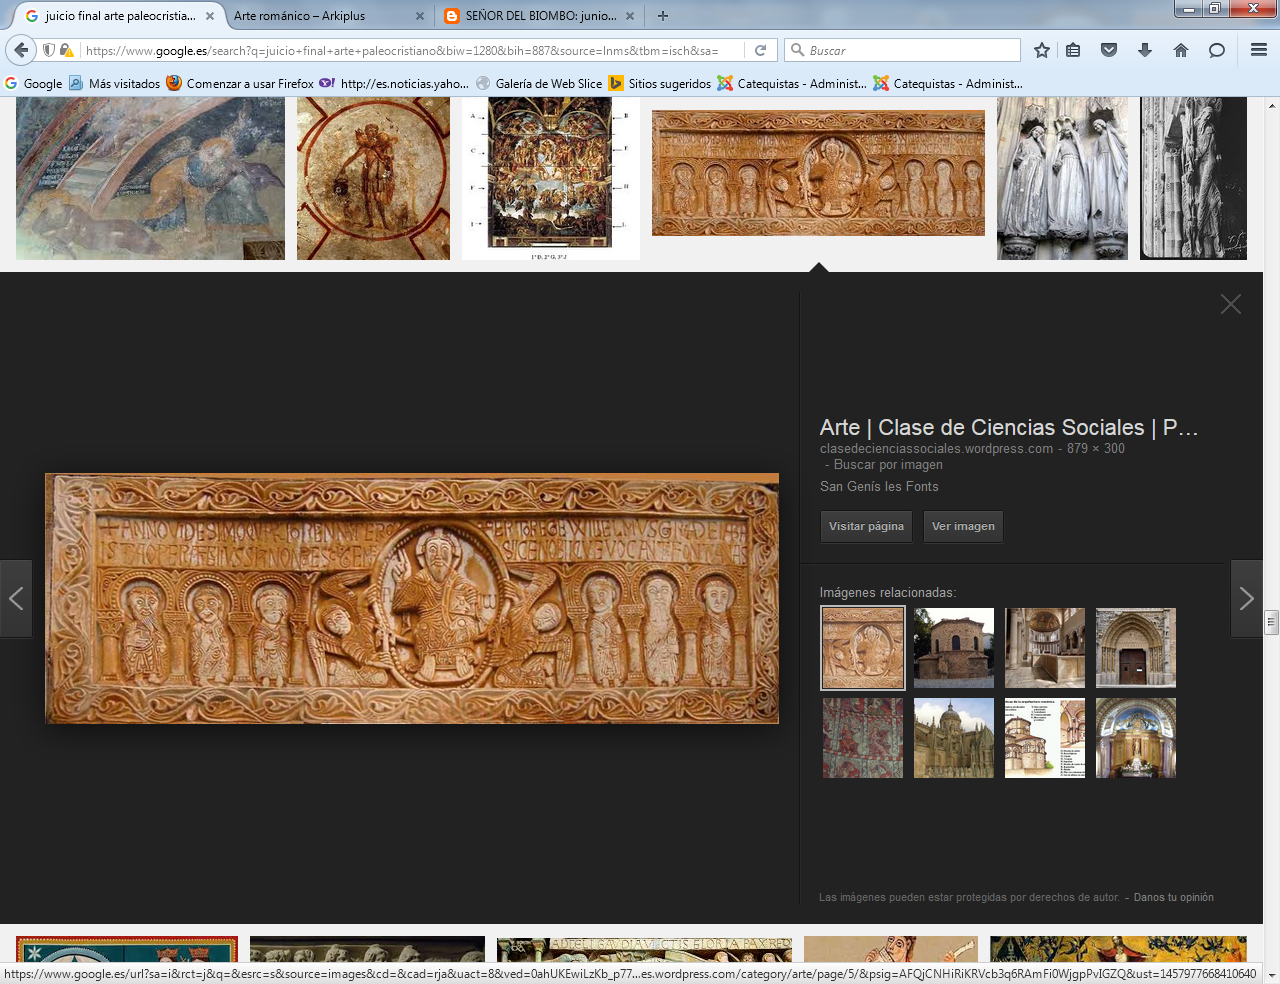 juicio final arte paleocristia...
Arte románico – Arkiplus
SEÑOR DEL BIOMBO: junio...
https://www.google.es/search?q=juicio+final+arte+paleocristiano&biw=1280&bih=887&source=lnms&tbm=isch&sa=
Buscar
Google
Más visitados
Comenzar a usar Firefox
http://es.noticias.yaho...
Galería de Web Slice
Sitios sugeridos
Catequistas - Administ...
Catequistas - Administ...
Arte | Clase de Ciencias Sociales | P...
clasedecienciassociales.wordpress.com - 879 × 300
- Buscar por imagen
San Genís les Fonts
Visitar página
Ver imagen
Imágenes relacionadas:
Las imágenes pueden estar protegidas por derechos de autor. - Danos tu opinión
https://www.google.es/url?sa=i&rct=j&q=&esrc=s&source=images&cd=&cad=rja&uact=8&ved=0ahUKEwiLzKb_p77...es.wordpress.com/category/arte/page/5/&psig=AFQjCNHiRiKRVcb3q6RAmFi0WjgpPvIGZQ&ust=1457977668410640